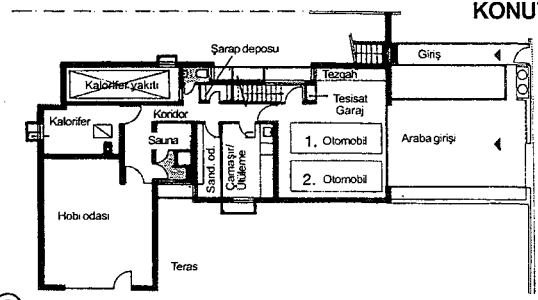 KONU
Şarap deposu
Giriş
Tezgah
Kalorifer yakıtı
Tesisat
Garaj
Koridor
Kalorifer
Sauna
1. Otomobil
Araba girişi
Sand. od.
Çamaşır/
Ütüleme
2. Otomobil
Hobi odası
Teras